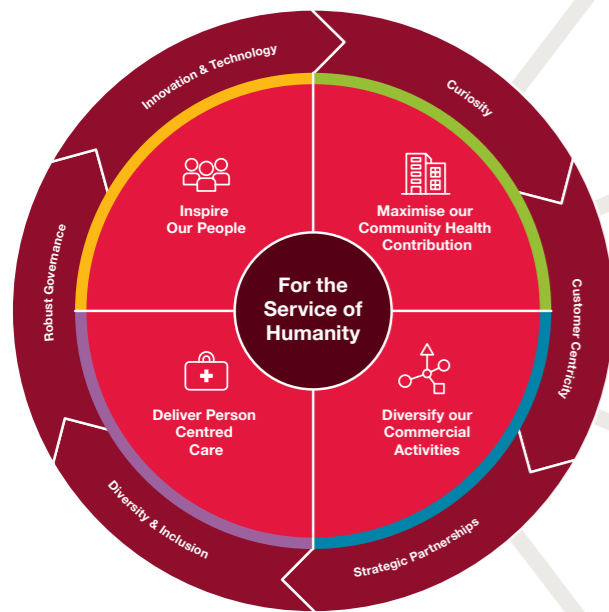 Innovation & Technology
Curiosity
Inspire
Our People
Maximise our
Community Health
Contribution
Robust Governance
For the
Service of
Humanity
Customer Centricity
Deliver Person
Centred
Care
Diversify our
Commercial
Activities
Diversity & Inclusion
Strategic Partnerships